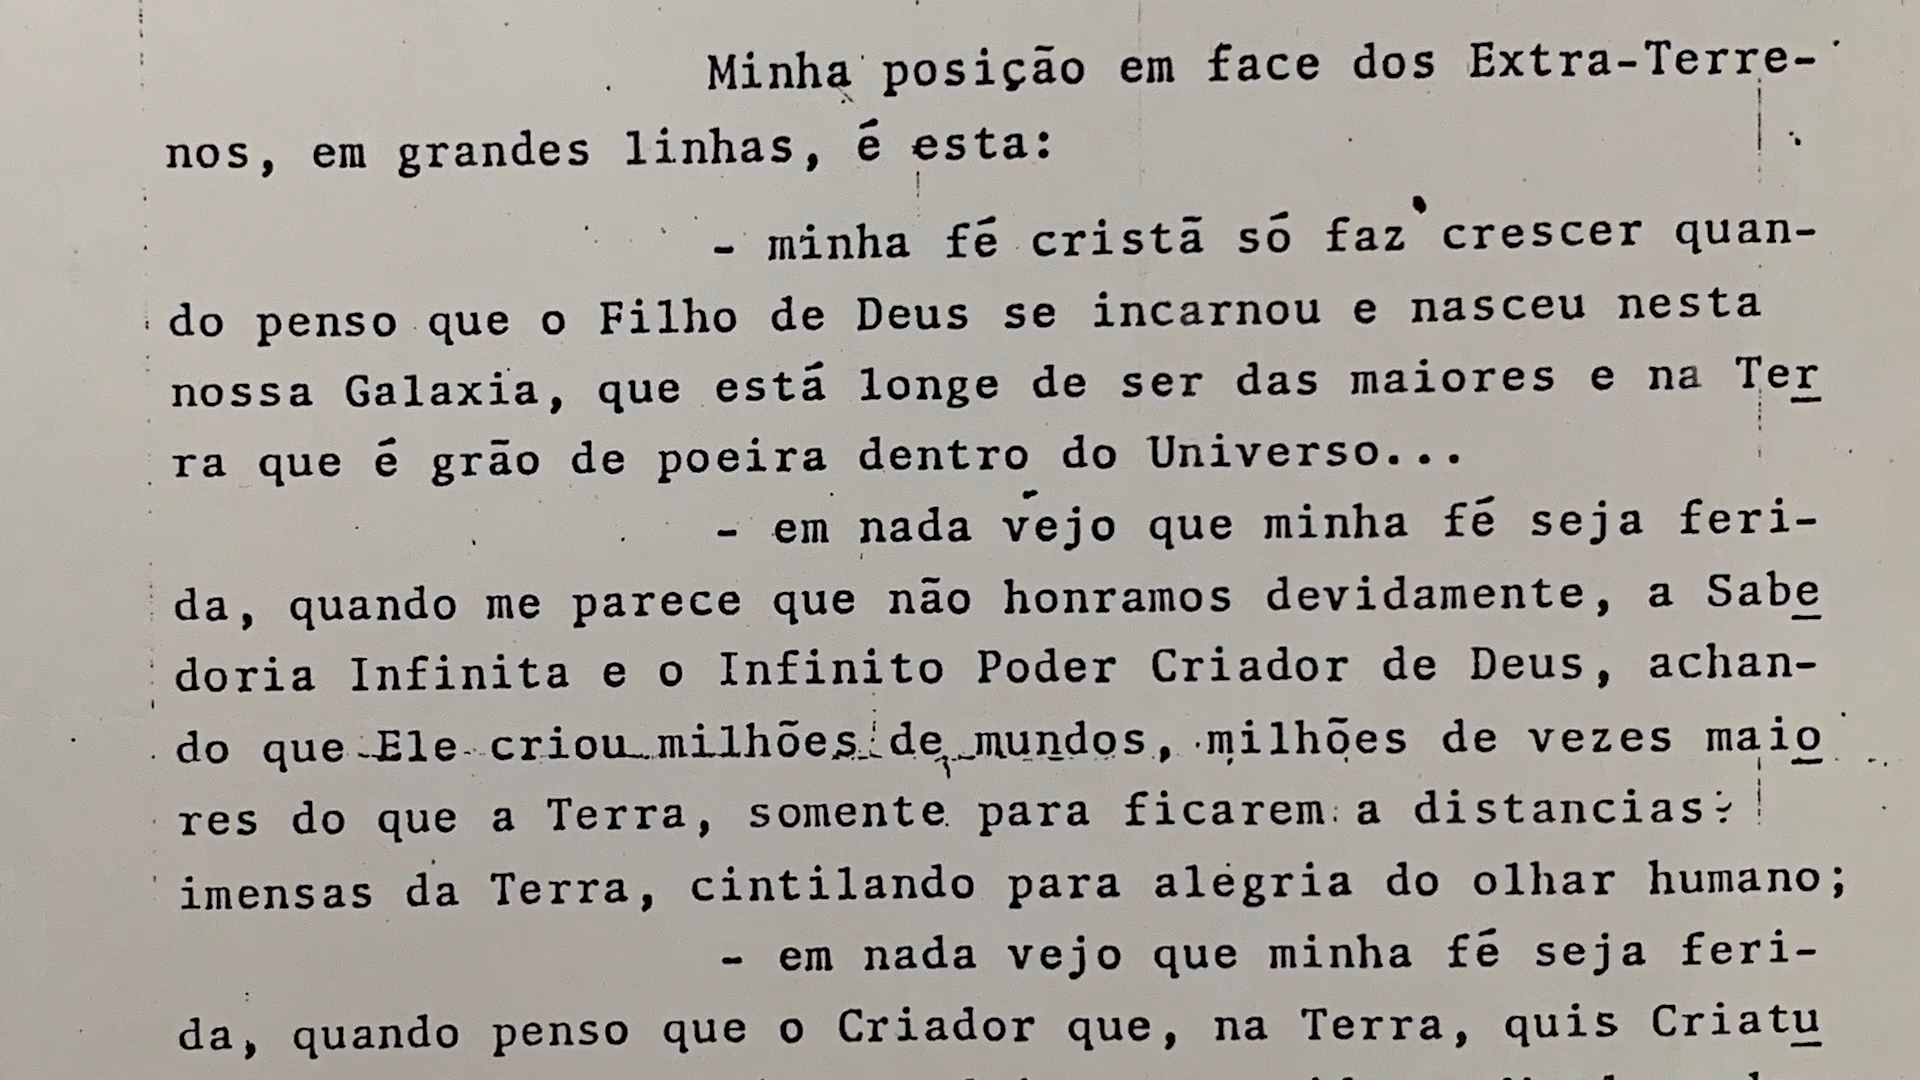 Minha posição em face dos Extra-Terre-
nos, em grandes linhas, é esta:
- minha fé cristã só faz crescer quan-
do penso que o Filho de Deus se incarnou e nasceu nesta
nossa Galaxia, que está longe de ser das maiores e na Ter
ra que é grão de poeira dentro do Universo...
- em nada vejo que minha fé seja feri-
da, quando me parece que não honramos devidamente, a Sabe
doria Infinita e o Infinito Poder Criador de Deus, achan-
do que Ele criou milhões de mundos, milhões de vezes maio
res do que a Terra, somente para ficarem a distancias
imensas da Terra, cintilando para alegria do olhar humano;
- em nada vejo que minha fé seja feri-
da, quando penso que o Criador que, na Terra, quis Criatu